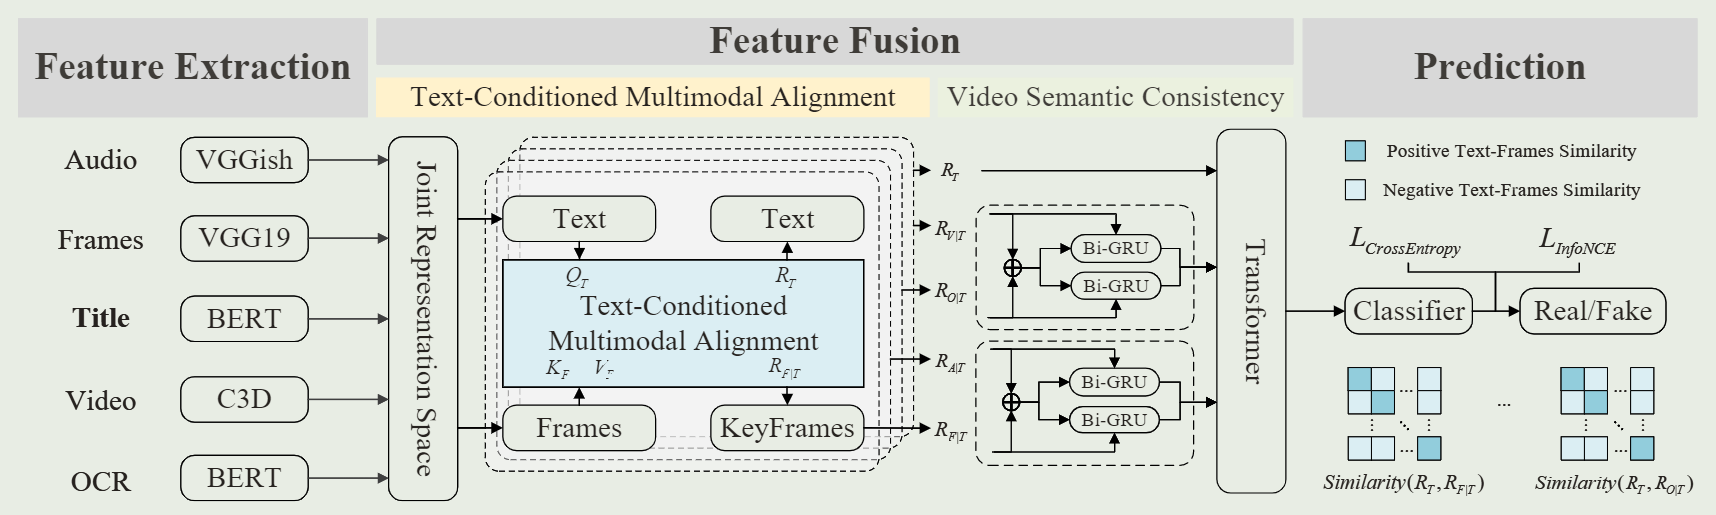 Feature Extraction
Feature Fusion
Prediction
Text-Conditioned Multimodal Alignment
Video Semantic Consistency
Audio
VGGish
Frames
VGG19
Title
BERT
Video
C3D
OCR
BERT
Joint Representation Space
Text
Text
Q_T
R_T
Text-Conditioned
Multimodal Alignment
K_F
V_F
R_{F|T}
Frames
KeyFrames
R_T
R_{V|T}
R_{O|T}
R_{A|T}
R_{F|T}
Bi-GRU
Bi-GRU
Bi-GRU
Bi-GRU
Transformer
Positive Text-Frames Similarity
Negative Text-Frames Similarity
L_{CrossEntropy}
L_{InfoNCE}
Classifier
Real/Fake
...
Similarity(R_T, R_{F|T})
Similarity(R_T, R_{O|T})